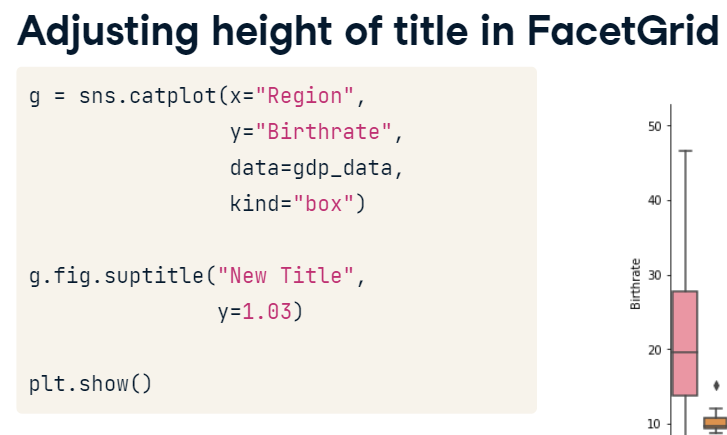 Adjusting height of title in FacetGrid
g = sns.catplot(x="Region",
y="Birthrate",
data=gdp_data,
kind="box")
g.fig.suptitle("New Title",
y=1.03)
plt.show()
50
40
30
20
10
Birthrate